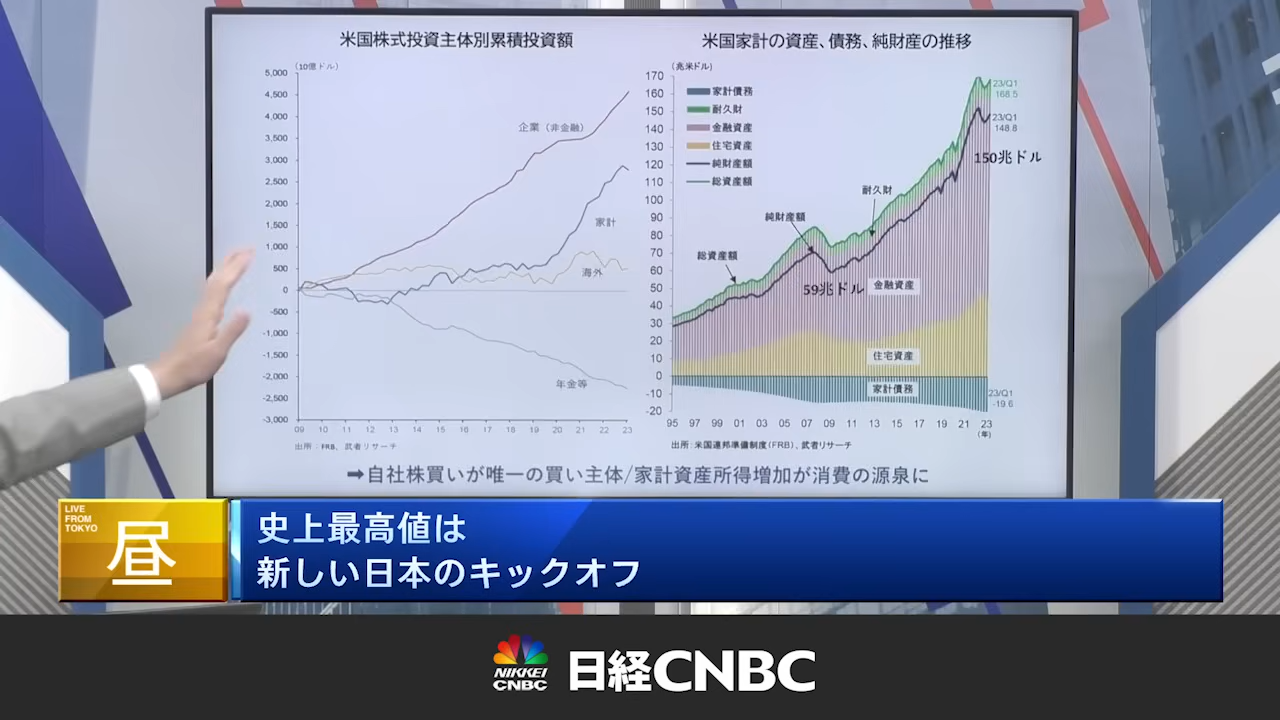 米国株式投資主体別累積投資額
(10億ドル)
5,000
4,500
4,000
3,500
3,000
2,500
2,000
1,500
1,000
500
0
-500
-1,000
-1,500
-2,000
-2,500
-3,000
企業（非金融）
家計
海外
年金等
09 10 11 12 13 14 15 16 17 18 19 20 21 22 23
出所：FRB、武者リサーチ
米国家計の資産、債務、純財産の推移
(兆米ドル)
170
160
150
140
130
120
110
100
90
80
70
60
50
40
30
20
10
0
-10
-20
家計債務
耐久財
金融資産
住宅資産
純財産額
総資産額
23/Q1
168.5
23/Q1
148.8
150兆ドル
耐久財
純財産額
総資産額
59兆ドル
金融資産
住宅資産
家計債務
23/Q1
-19.6
95 97 99 01 03 05 07 09 11 13 15 17 19 21 23
(年)
出所：米国連邦準備制度(FRB)、武者リサーチ
➡自社株買いが唯一の買い主体/家計資産所得増加が消費の源泉に
LIVE
FROM
TOKYO
昼
史上最高値は
新しい日本のキックオフ
NIKKEI
CNBC
日経CNBC